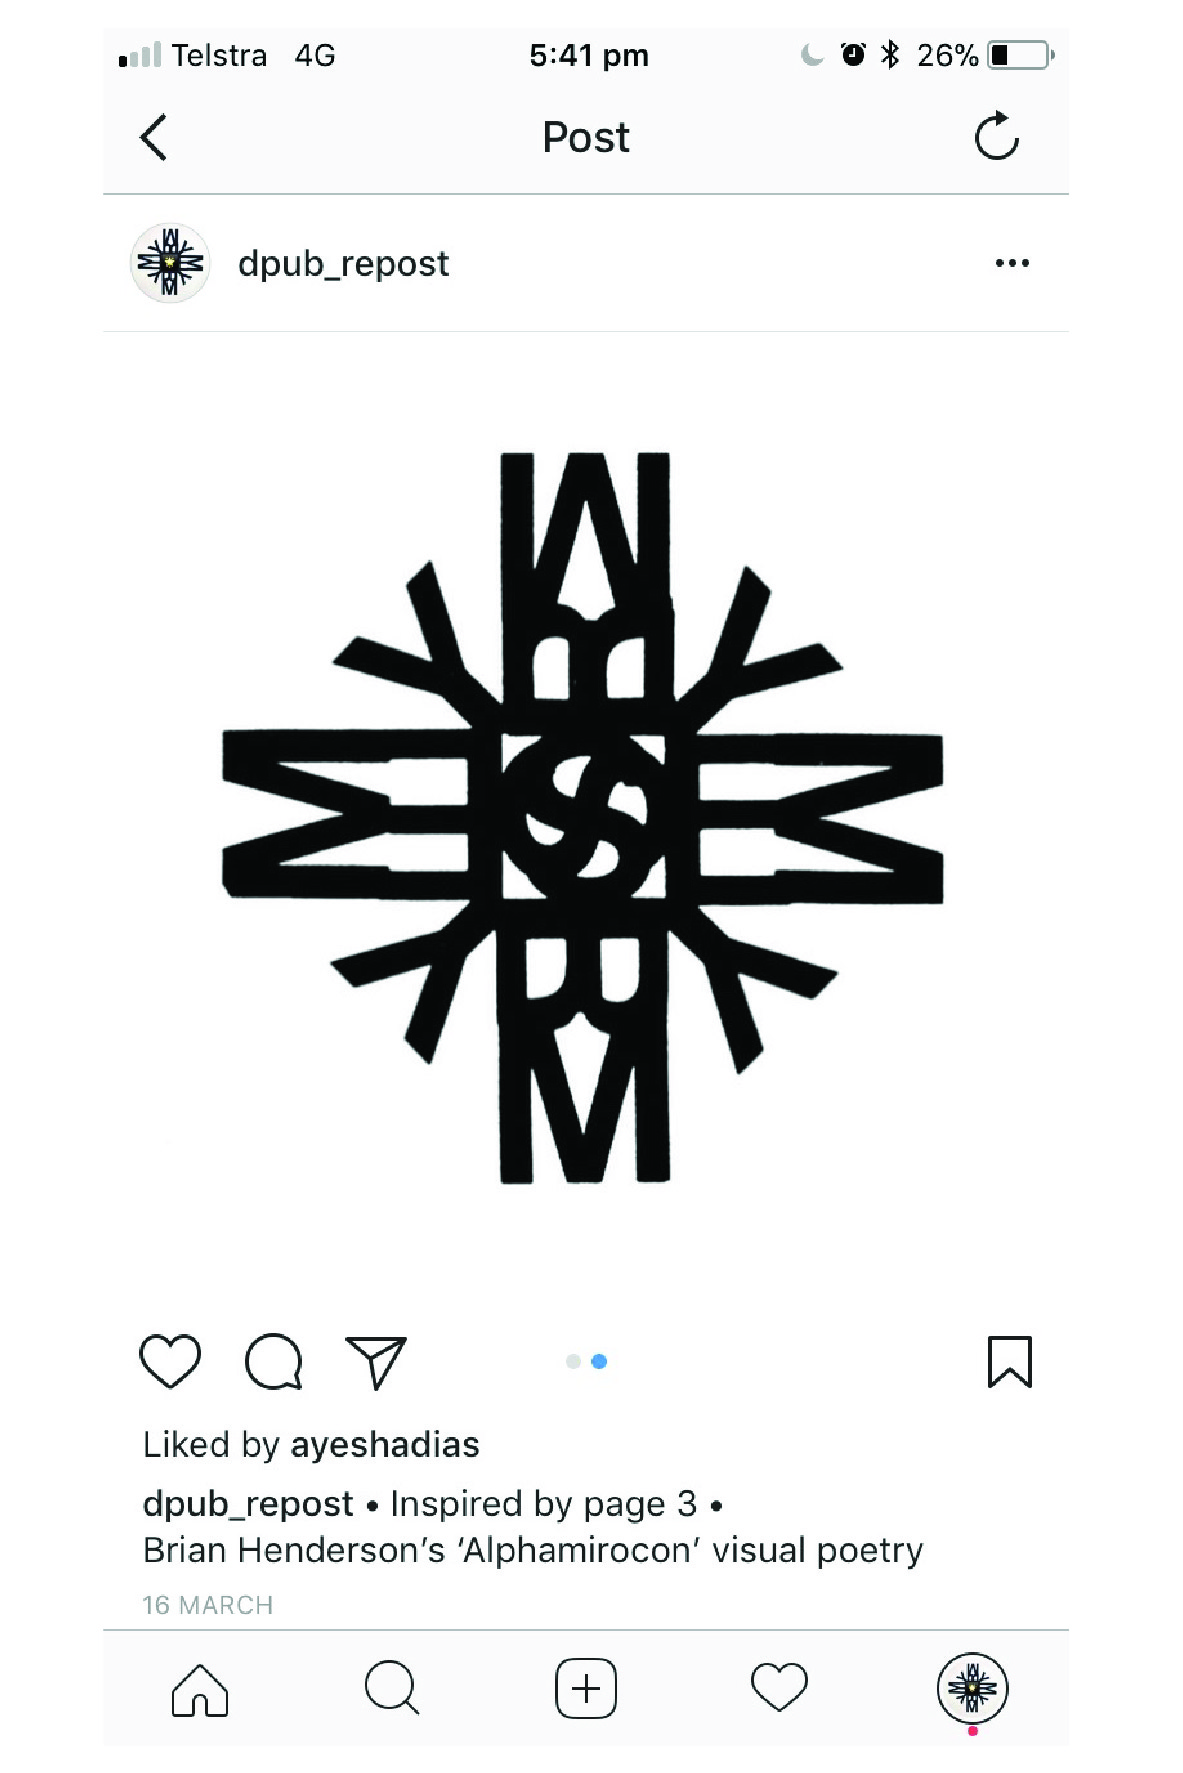 Telstra 4G 5:41 pm 26%
Post
dpub_repost
Liked by ayeshadias
dpub_repost • Inspired by page 3 •
Brian Henderson’s ‘Alphamirocon’ visual poetry
16 MARCH